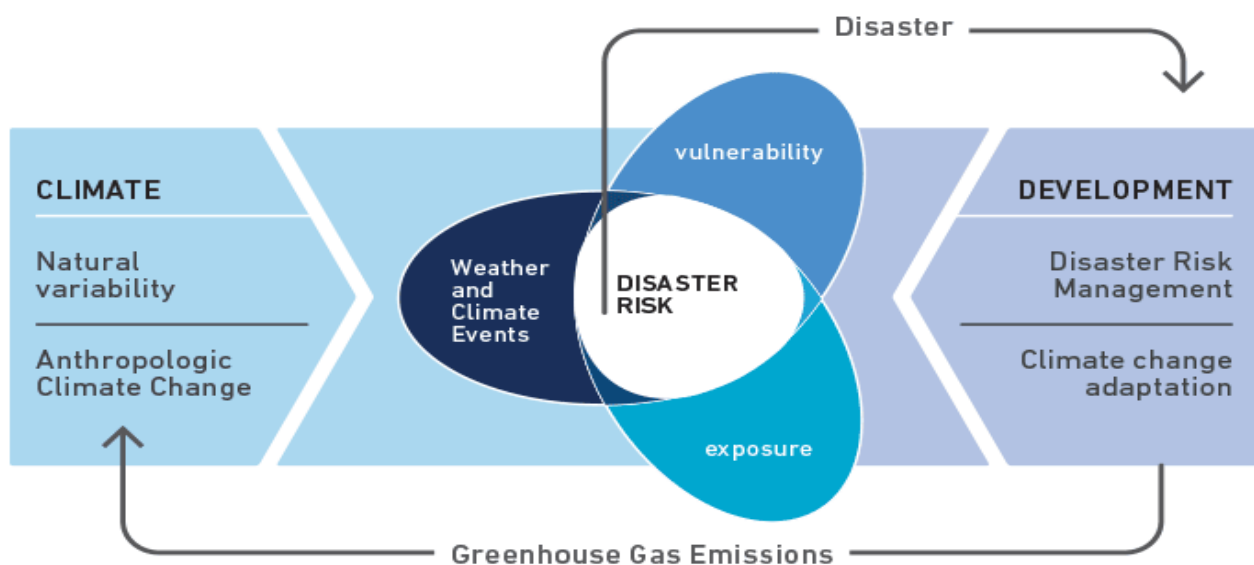 Disaster
CLIMATE
Natural
variability
Anthropologic
Climate Change
Weather
and
Climate
Events
DISASTER
RISK
vulnerability
exposure
DEVELOPMENT
Disaster Risk
Management
Climate change
adaptation
Greenhouse Gas Emissions